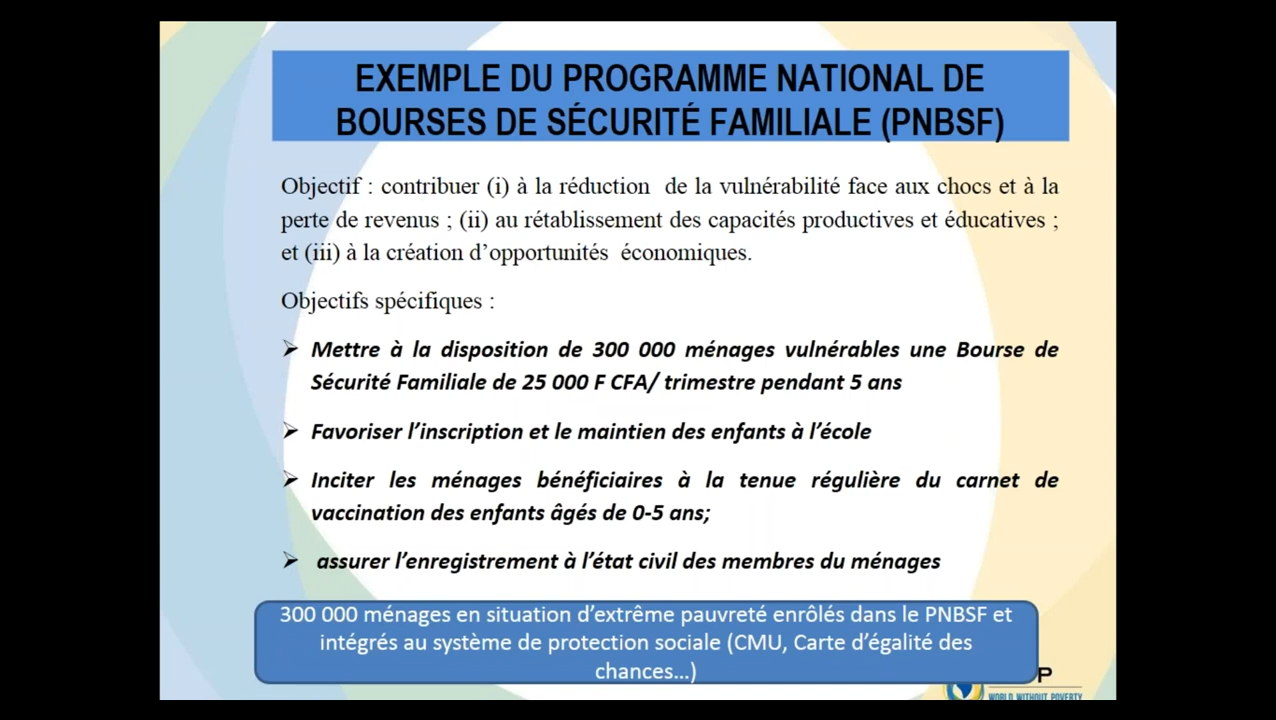 EXEMPLE DU PROGRAMME NATIONAL DE
BOURSES DE SÉCURITÉ FAMILIALE (PNBSF)
Objectif : contribuer (i) à la réduction de la vulnérabilité face aux chocs et à la
perte de revenus ; (ii) au rétablissement des capacités productives et éducatives ;
et (iii) à la création d’opportunités économiques.
Objectifs spécifiques :
➢ Mettre à la disposition de 300 000 ménages vulnérables une Bourse de
Sécurité Familiale de 25 000 F CFA/ trimestre pendant 5 ans
➢ Favoriser l’inscription et le maintien des enfants à l’école
➢ Inciter les ménages bénéficiaires à la tenue régulière du carnet de
vaccination des enfants âgés de 0-5 ans;
➢ assurer l’enregistrement à l’état civil des membres du ménages
300 000 ménages en situation d’extrême pauvreté enrôlés dans le PNBSF et
intégrés au système de protection sociale (CMU, Carte d’égalité des
chances…)
P
WORLD WITHOUT POVERTY